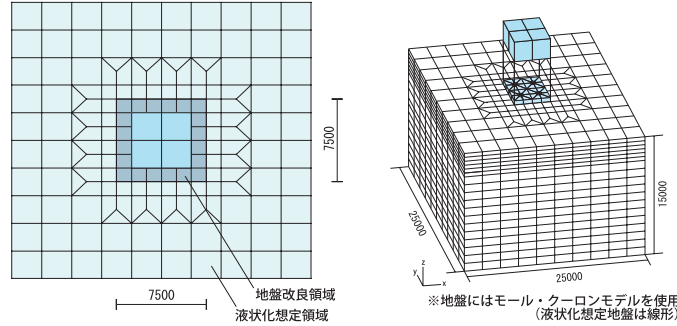 7500
7500
地盤改良領域
液状化想定領域
25000
25000
15000
z
y
x
※地盤にはモール・クーロンモデルを使用
（液状化想定地盤は線形）